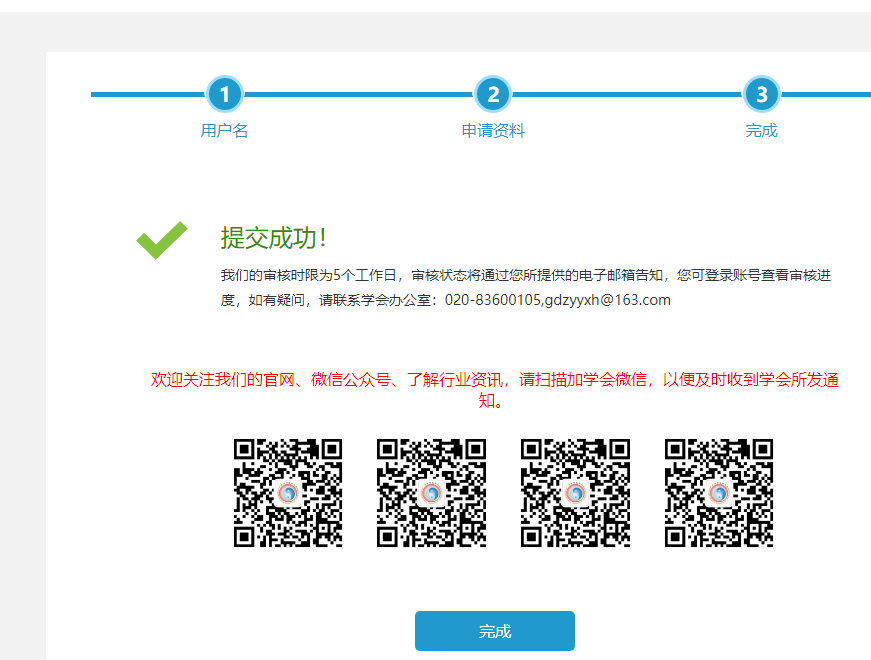 1
2
3
用户名
申请资料
完成
提交成功！
我们的审核时限为5个工作日，审核状态将通过您所提供的电子邮箱告知，您可登录账号查看审核进
度，如有疑问，请联系学会办公室：020-83600105,gdzyyxh@163.com
欢迎关注我们的官网、微信公众号、了解行业资讯，请扫描加学会微信，以便及时收到学会所发通
知。
完成